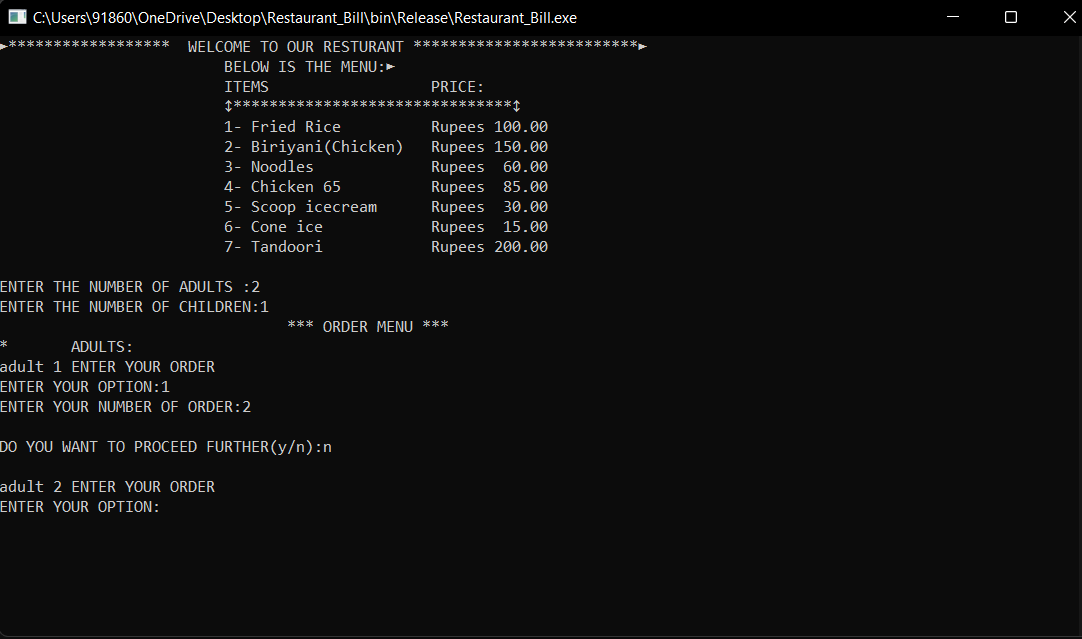 C:\Users\91860\OneDrive\Desktop\Restaurant_Bill\bin\Release\Restaurant_Bill.exe
►******************  WELCOME TO OUR RESTURANT *************************►
BELOW IS THE MENU:►
ITEMS                  PRICE:
↕*******************************↕
1- Fried Rice          Rupees 100.00
2- Biriyani(Chicken)   Rupees 150.00
3- Noodles             Rupees  60.00
4- Chicken 65          Rupees  85.00
5- Scoop icecream      Rupees  30.00
6- Cone ice            Rupees  15.00
7- Tandoori            Rupees 200.00
ENTER THE NUMBER OF ADULTS :2
ENTER THE NUMBER OF CHILDREN:1
*** ORDER MENU ***
*       ADULTS:
adult 1 ENTER YOUR ORDER
ENTER YOUR OPTION:1
ENTER YOUR NUMBER OF ORDER:2
DO YOU WANT TO PROCEED FURTHER(y/n):n
adult 2 ENTER YOUR ORDER
ENTER YOUR OPTION: